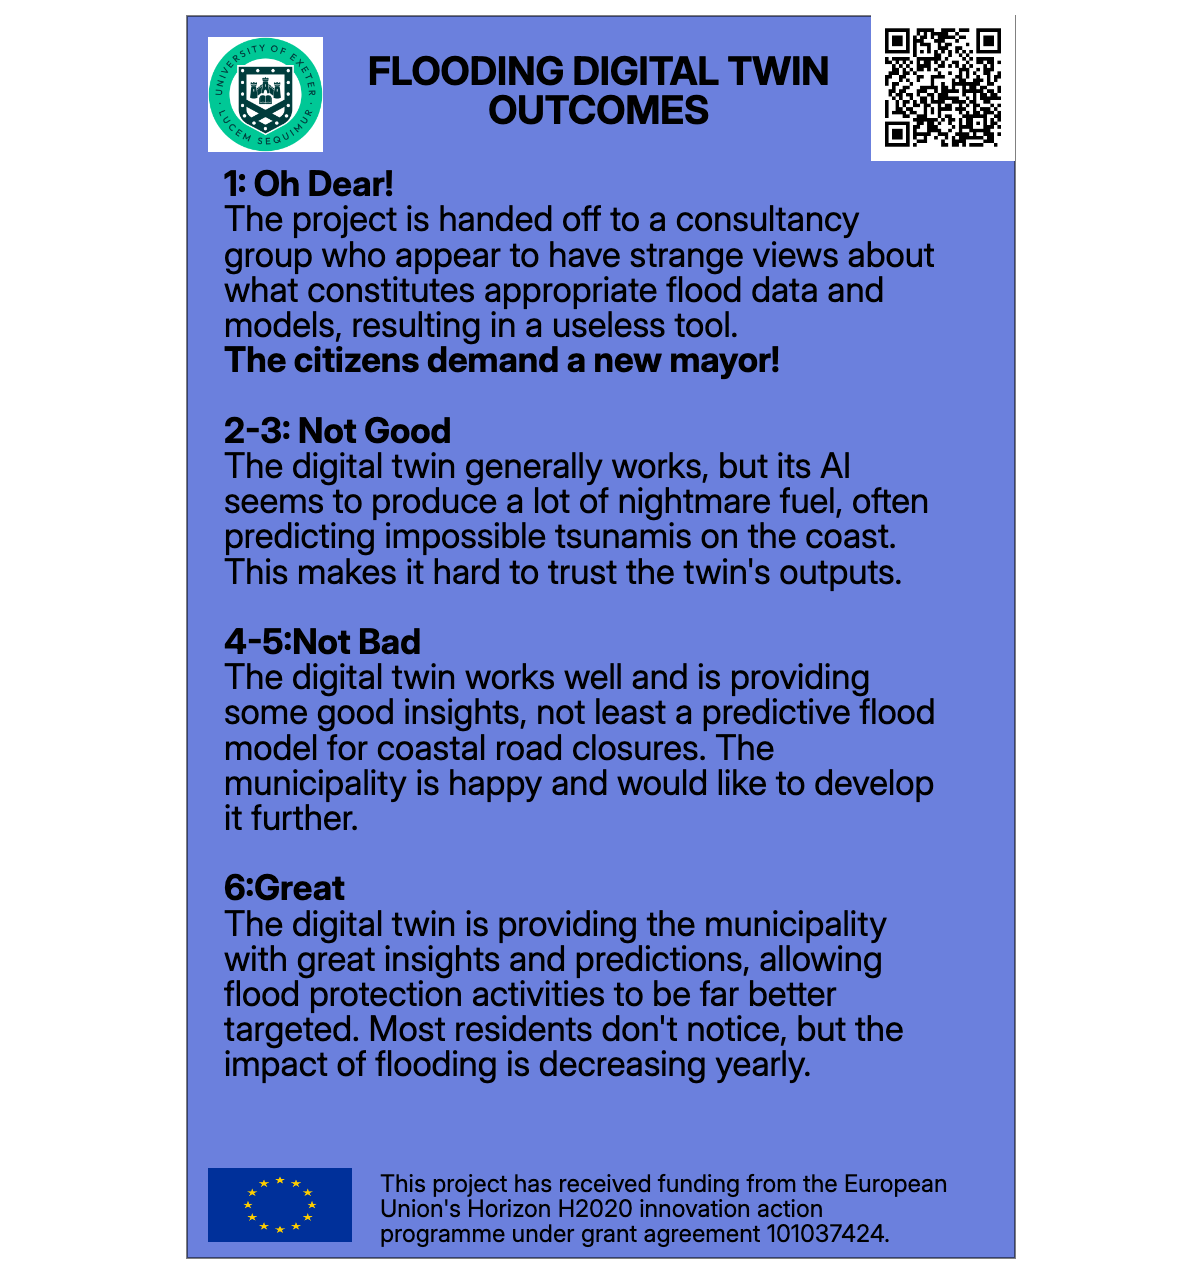 UNIVERSITY OF EXETER
LUCEM SEQUIMUR
FLOODING DIGITAL TWIN
OUTCOMES
1: Oh Dear!
The project is handed off to a consultancy
group who appear to have strange views about
what constitutes appropriate flood data and
models, resulting in a useless tool.
The citizens demand a new mayor!
2-3: Not Good
The digital twin generally works, but its AI
seems to produce a lot of nightmare fuel, often
predicting impossible tsunamis on the coast.
This makes it hard to trust the twin's outputs.
4-5:Not Bad
The digital twin works well and is providing
some good insights, not least a predictive flood
model for coastal road closures. The
municipality is happy and would like to develop
it further.
6:Great
The digital twin is providing the municipality
with great insights and predictions, allowing
flood protection activities to be far better
targeted. Most residents don't notice, but the
impact of flooding is decreasing yearly.
This project has received funding from the European
Union's Horizon H2020 innovation action
programme under grant agreement 101037424.